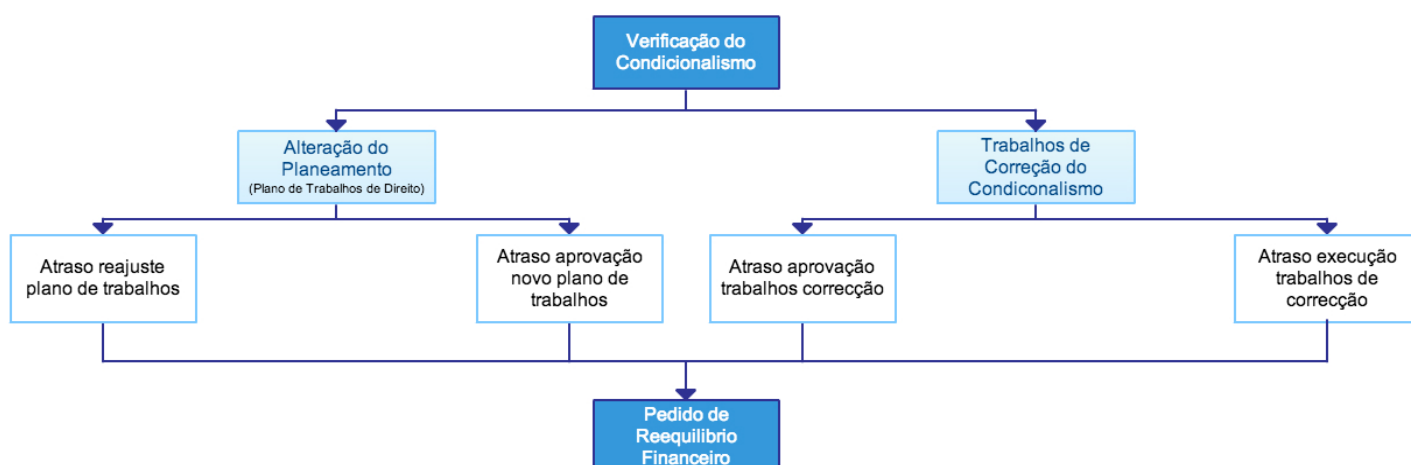 Verificação do
Condicionalismo
Alteração do
Planeamento
(Plano de Trabalhos de Direito)
Trabalhos de
Correção do
Condiconalismo
Atraso reajuste
plano de trabalhos
Atraso aprovação
novo plano de
trabalhos
Atraso aprovação
trabalhos correcção
Atraso execução
trabalhos de
correcção
Pedido de
Reequilibrio
Financeiro